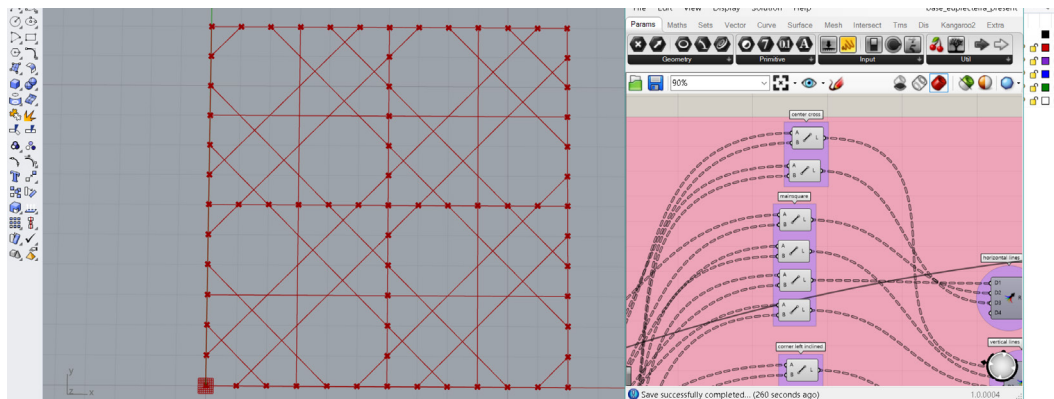 File Edit View Display Solution Help
base_euplectella_present
Params Maths Sets Vector Curve Surface Mesh Intersect Trns Dis Kangaroo2 Extra
Geometry
Primitive
Input
Util
90%
center cross
A
B
L
A
B
L
mainsquare
A
B
L
A
B
L
A
B
L
A
B
L
horizontal lines
D1
D2
D3
D4
vertical lines
corner left inclined
A
B
L
y
x
Save successfully completed... (260 seconds ago)
1.0.0004